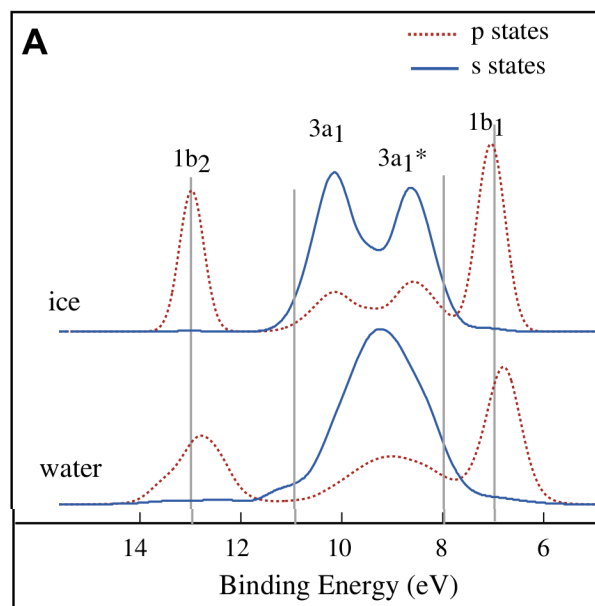 A
p states
s states
1b₂
3a₁
3a₁*
1b₁
ice
water
14 12 10 8 6
Binding Energy (eV)